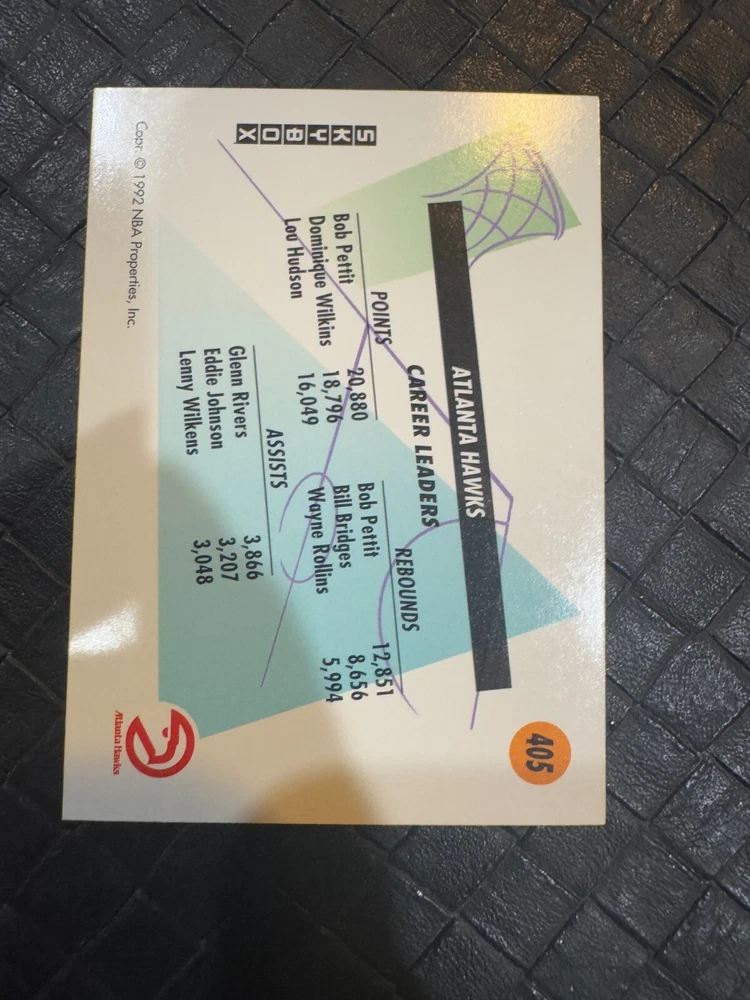 405
ATLANTA HAWKS
CAREER LEADERS
POINTS
Bob Pettit 20,880
Dominique Wilkins 18,796
Lou Hudson 16,049
REBOUNDS
Bob Pettit 12,851
Bill Bridges 8,656
Wayne Rollins 5,994
ASSISTS
Glenn Rivers 3,866
Eddie Johnson 3,207
Lenny Wilkens 3,048
SKYBOX
Copr. © 1992 NBA Properties, Inc.
Atlanta Hawks